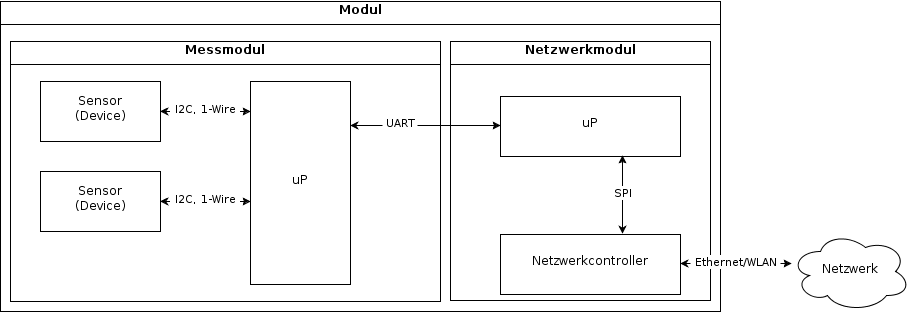 Modul
Messmodul
Netzwerkmodul
Sensor
(Device)
I2C, 1-Wire
uP
UART
uP
Sensor
(Device)
I2C, 1-Wire
SPI
Netzwerkcontroller
Ethernet/WLAN
Netzwerk